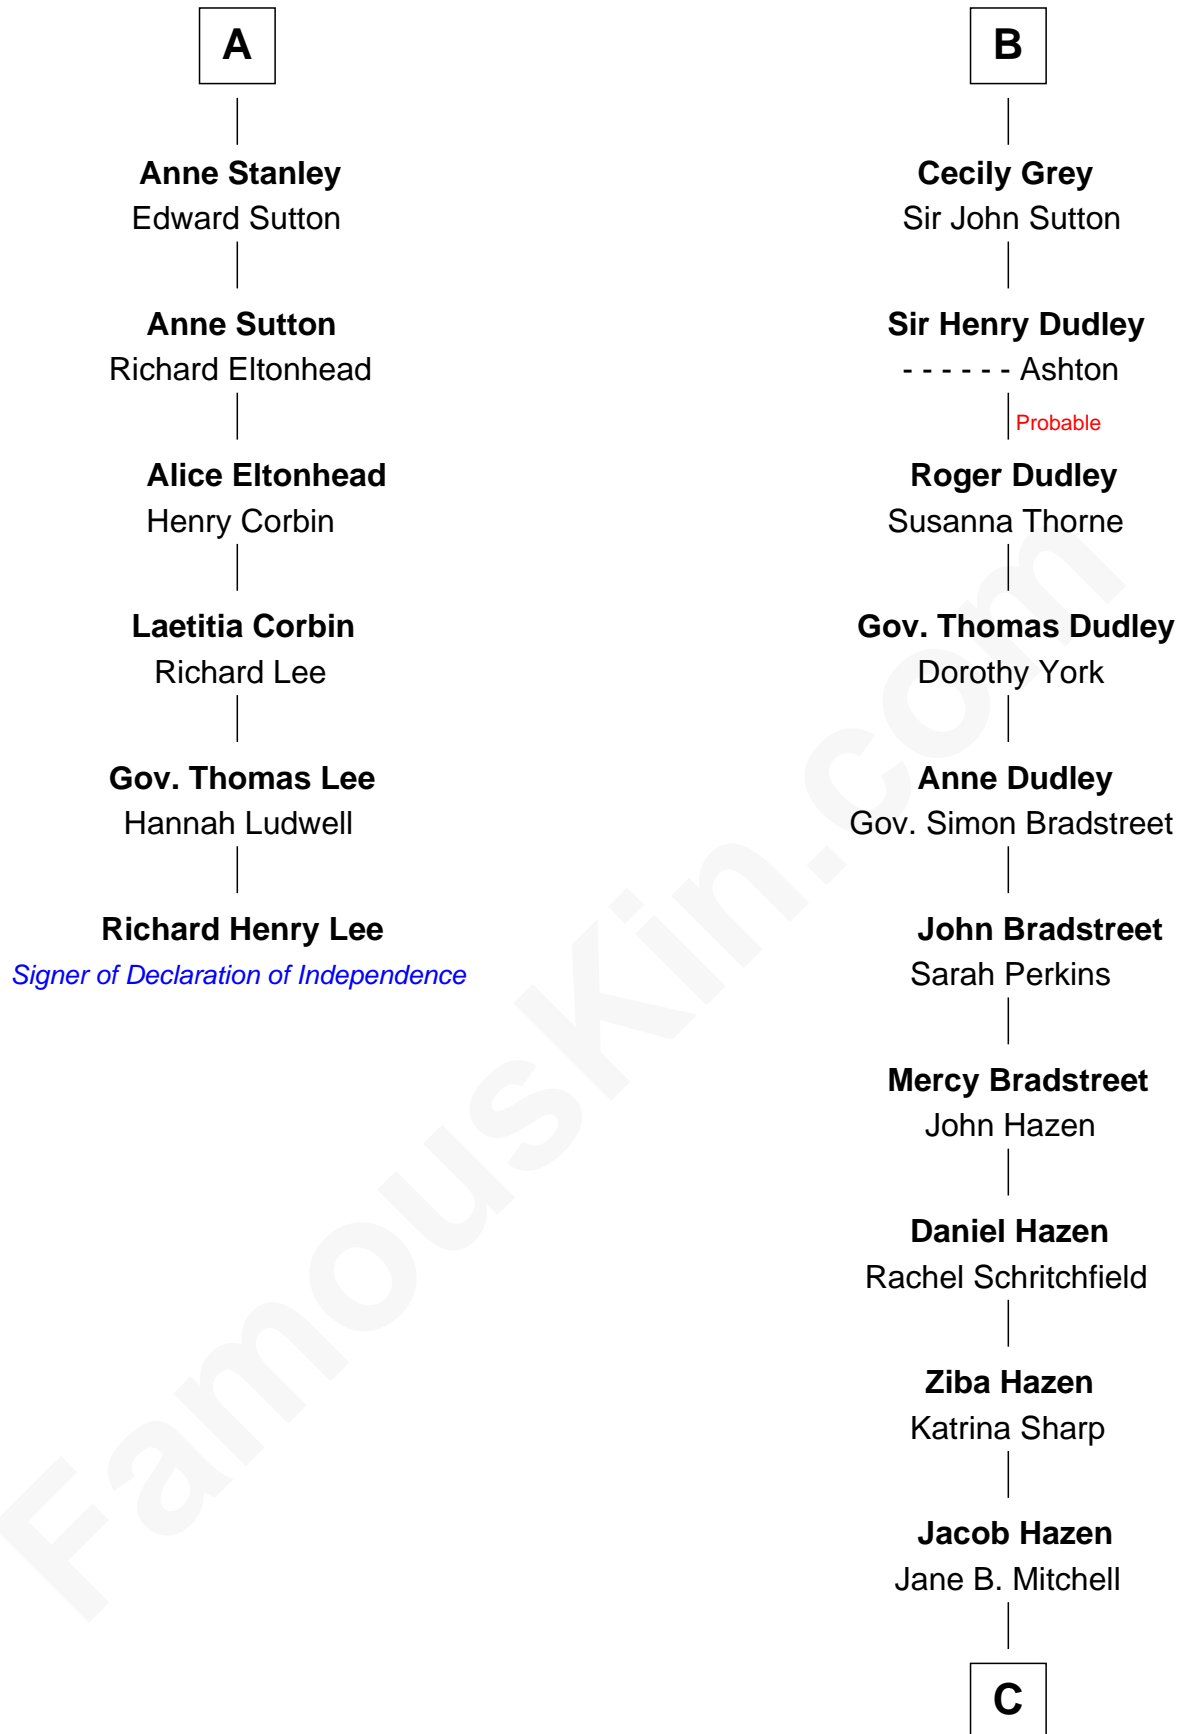 A
Anne Stanley
Edward Sutton
Anne Sutton
Richard Eltonhead
Alice Eltonhead
Henry Corbin
Laetitia Corbin
Richard Lee
Gov. Thomas Lee
Hannah Ludwell
Richard Henry Lee
Signer of Declaration of Independence
B
Cecily Grey
Sir John Sutton
Sir Henry Dudley
- - - - - - Ashton
Probable
Roger Dudley
Susanna Thorne
Gov. Thomas Dudley
Dorothy York
Anne Dudley
Gov. Simon Bradstreet
John Bradstreet
Sarah Perkins
Mercy Bradstreet
John Hazen
Daniel Hazen
Rachel Schritchfield
Ziba Hazen
Katrina Sharp
Jacob Hazen
Jane B. Mitchell
C
FamousKin.com